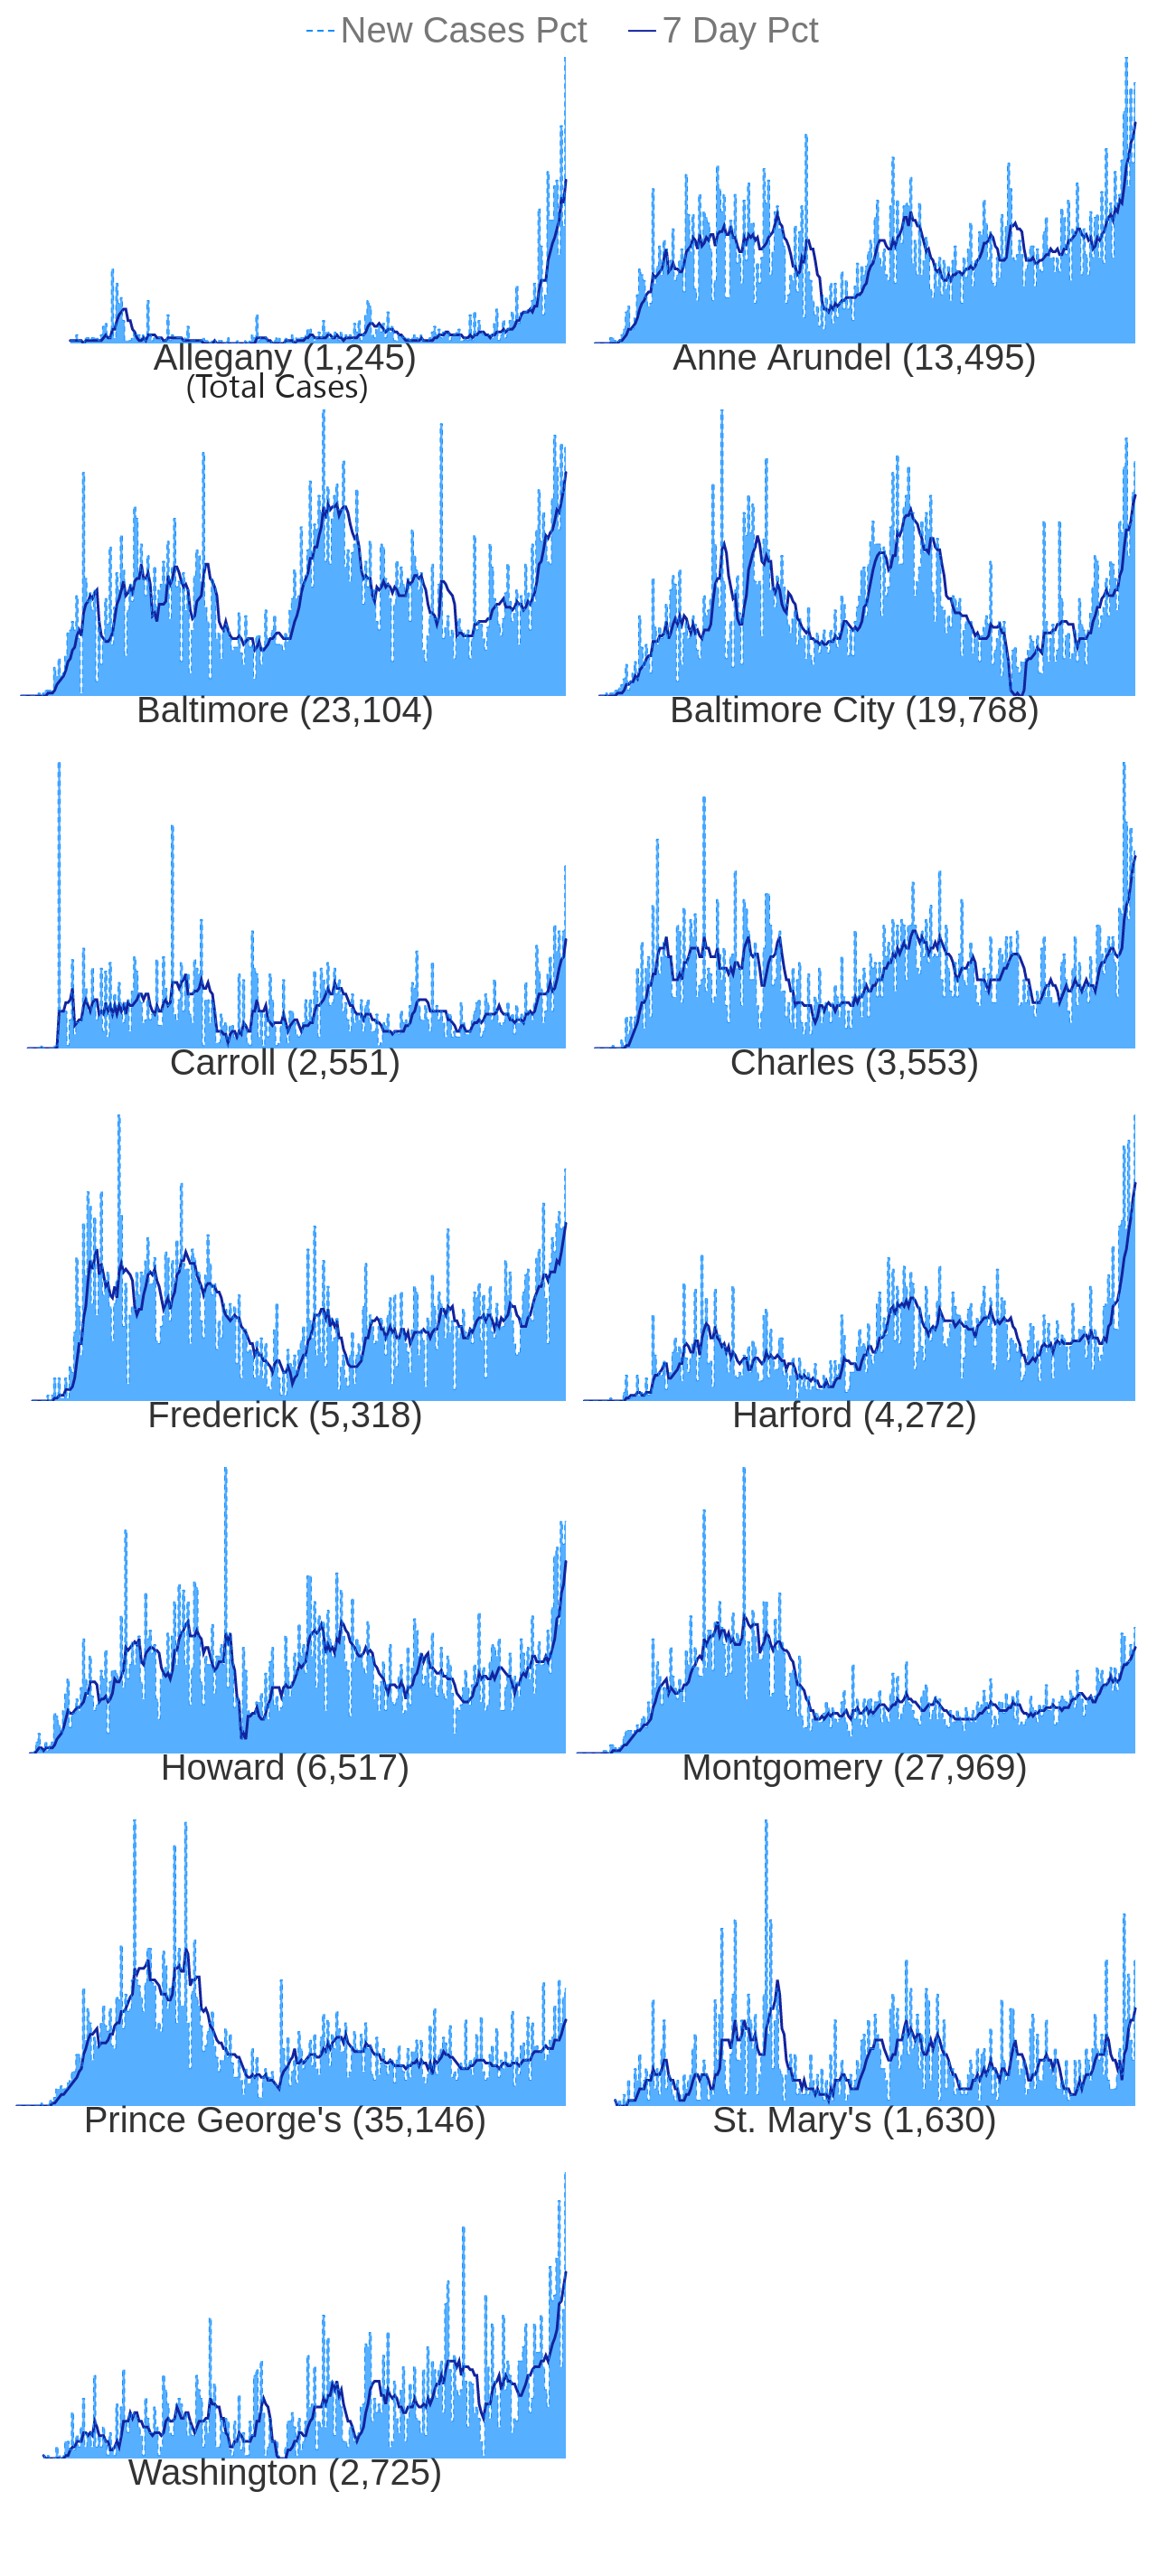 New Cases Pct 7 Day Pct
Allegany (1,245) Anne Arundel (13,495)
(Total Cases)
Baltimore (23,104) Baltimore City (19,768)
Carroll (2,551) Charles (3,553)
Frederick (5,318) Harford (4,272)
Howard (6,517) Montgomery (27,969)
Prince George's (35,146) St. Mary's (1,630)
Washington (2,725)